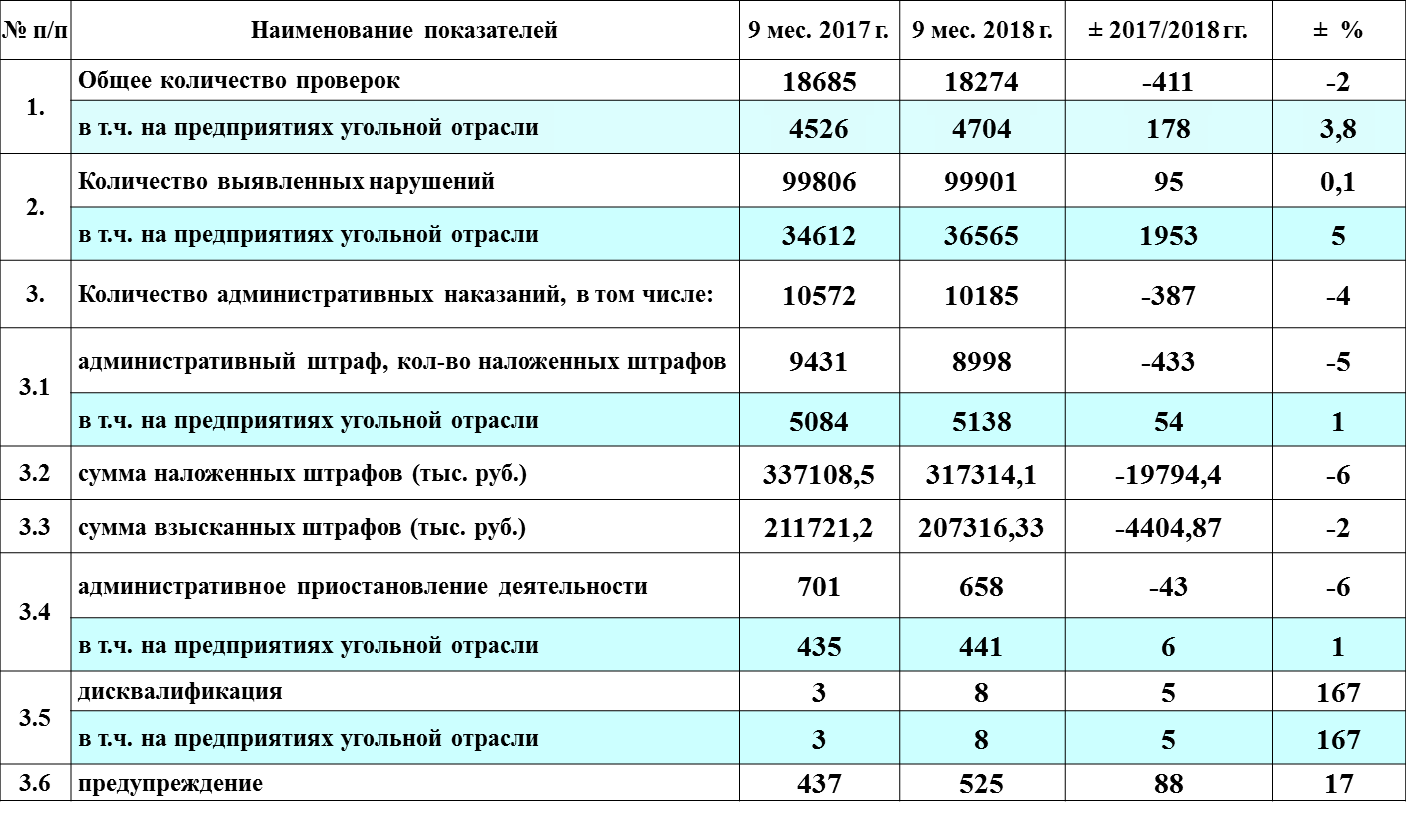 № п/п Наименование показателей 9 мес. 2017 г. 9 мес. 2018 г. ± 2017/2018 гг. ± %
1. Общее количество проверок 18685 18274 -411 -2
в т.ч. на предприятиях угольной отрасли 4526 4704 178 3,8
2. Количество выявленных нарушений 99806 99901 95 0,1
в т.ч. на предприятиях угольной отрасли 34612 36565 1953 5
3. Количество административных наказаний, в том числе: 10572 10185 -387 -4
3.1 административный штраф, кол-во наложенных штрафов 9431 8998 -433 -5
в т.ч. на предприятиях угольной отрасли 5084 5138 54 1
3.2 сумма наложенных штрафов (тыс. руб.) 337108,5 317314,1 -19794,4 -6
3.3 сумма взысканных штрафов (тыс. руб.) 211721,2 207316,33 -4404,87 -2
3.4 административное приостановление деятельности 701 658 -43 -6
в т.ч. на предприятиях угольной отрасли 435 441 6 1
3.5 дисквалификация 3 8 5 167
в т.ч. на предприятиях угольной отрасли 3 8 5 167
3.6 предупреждение 437 525 88 17